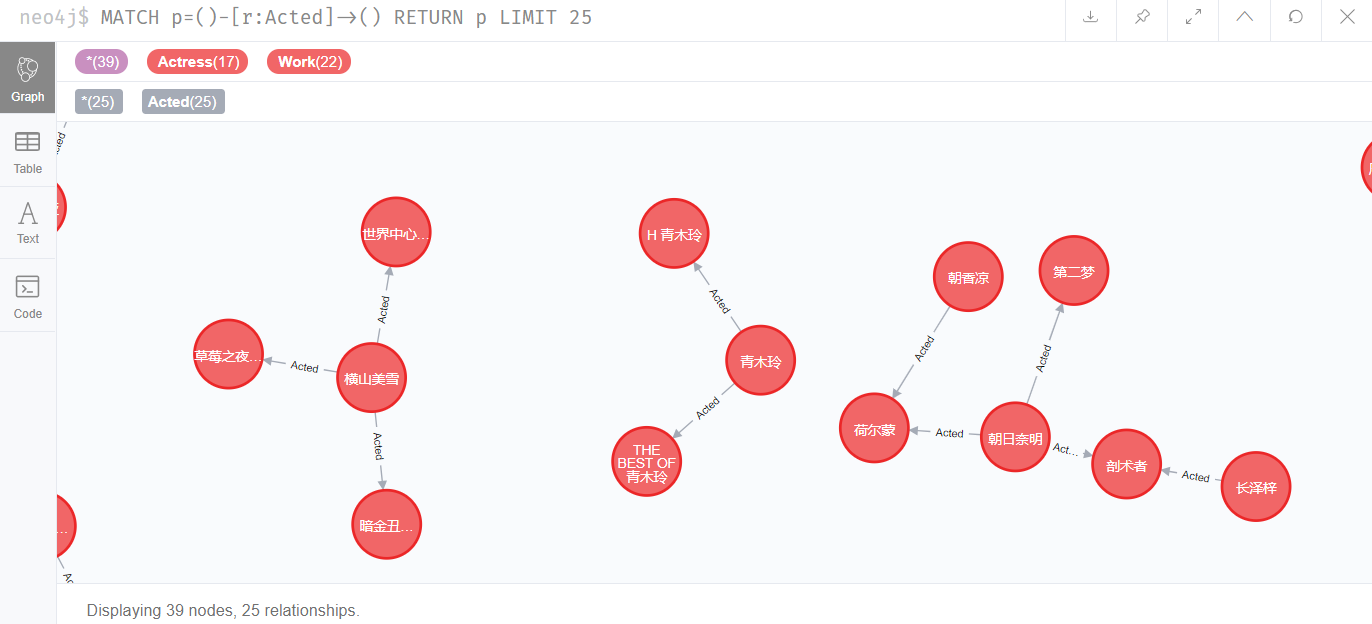 neo4j$ MATCH p=()-[r:Acted]→() RETURN p LIMIT 25
*(39) Actress(17) Work(22)
Graph
*(25) Acted(25)
Table
Text
Code
世界中心...
Acted
草莓之夜...
Acted
横山美雪
Acted
暗金丑...
H 青木玲
Acted
青木玲
Acted
THE
BEST OF
青木玲
朝香凉
Acted
第二梦
Acted
荷尔蒙
Acted
朝日奈明
Act...
剖术者
Acted
长泽梓
Displaying 39 nodes, 25 relationships.